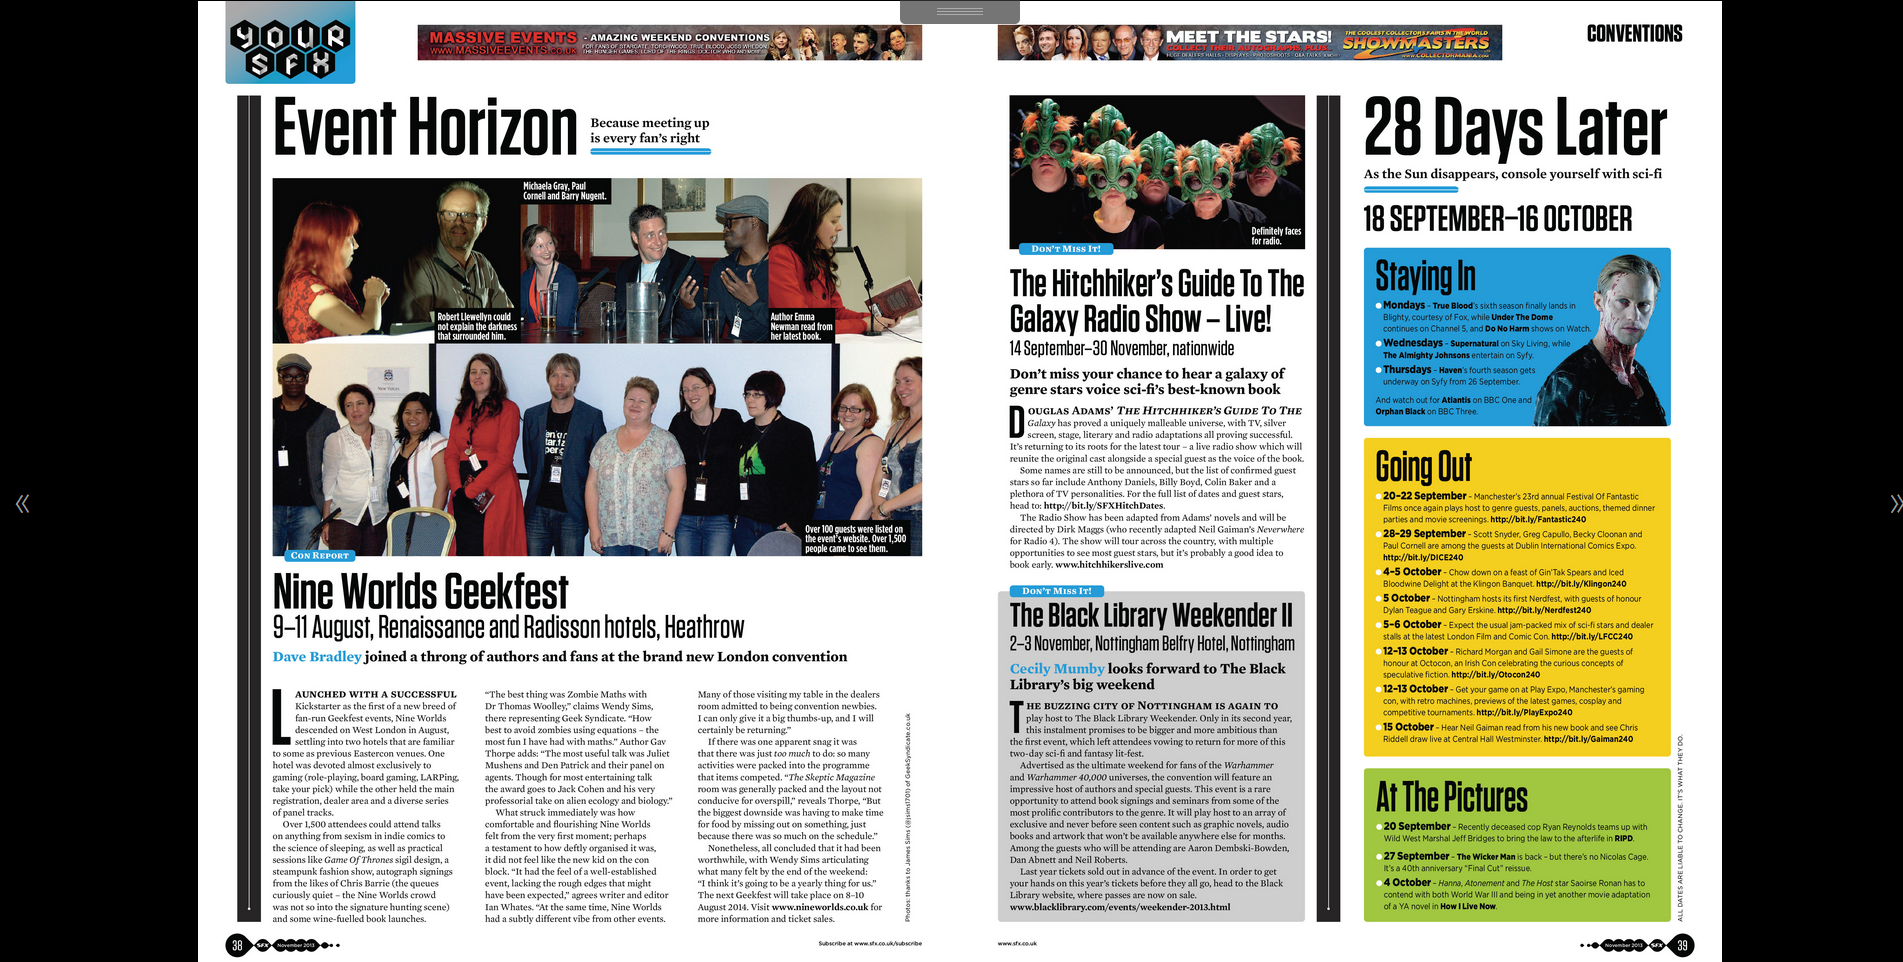 YOUR
SFX
MASSIVE EVENTS - AMAZING WEEKEND CONVENTIONS
WWW.MASSIVEEVENTS.CO.UK FOR FANS OF STARGATE, TORCHWOOD, TRUE BLOOD, JOSS WHEDON
THE HUNGER GAMES, LORD OF THE RINGS, DOCTOR WHO AND MORE
MEET THE STARS!
COLLECT THEIR AUTOGRAPHS, PLUS...
HUGE DEALERS HALLS - DISPLAYS - PHOTOSHOOTS - Q&A TALKS
THE COOLEST COLLECTORS FAIRS IN THE WORLD
SHOWMASTERS
WWW.COLLECTORMANIA.COM
CONVENTIONS
Event Horizon
Because meeting up
is every fan's right
Michaela Gray, Paul
Cornell and Barry Nugent.
Robert Llewellyn could
not explain the darkness
that surrounded him.
Author Emma
Newman read from
her latest book.
Over 100 guests were listed on
the event's website. Over 1,500
people came to see them.
CON REPORT
Nine Worlds Geekfest
9–11 August, Renaissance and Radisson hotels, Heathrow
Dave Bradley joined a throng of authors and fans at the brand new London convention
LAUNCHED WITH A SUCCESSFUL
Kickstarter as the first of a new breed of
fan-run Geekfest events, Nine Worlds
descended on West London in August,
settling into two hotels that are familiar
to some as previous Eastercon venues. One
hotel was devoted almost exclusively to
gaming (role-playing, board gaming, LARPing,
take your pick) while the other held the main
registration, dealer area and a diverse series
of panel tracks.
Over 1,500 attendees could attend talks
on anything from sexism in indie comics to
the science of sleeping, as well as practical
sessions like Game Of Thrones sigil design, a
steampunk fashion show, autograph signings
from the likes of Chris Barrie (the queues
curiously quiet – the Nine Worlds crowd
was not so into the signature hunting scene)
and some wine-fuelled book launches.
"The best thing was Zombie Maths with
Dr Thomas Woolley," claims Wendy Sims,
there representing Geek Syndicate. "How
best to avoid zombies using equations – the
most fun I have had with maths." Author Gav
Thorpe adds: "The most useful talk was Juliet
Mushens and Den Patrick and their panel on
agents. Though for most entertaining talk
the award goes to Jack Cohen and his very
professorial take on alien ecology and biology."
What struck immediately was how
comfortable and flourishing Nine Worlds
felt from the very first moment; perhaps
a testament to how deftly organised it was,
it did not feel like the new kid on the con
block. "It had the feel of a well-established
event, lacking the rough edges that might
have been expected," agrees writer and editor
Ian Whates. "At the same time, Nine Worlds
had a subtly different vibe from other events.
Many of those visiting my table in the dealers
room admitted to being convention newbies.
I can only give it a big thumbs-up, and I will
certainly be returning."
If there was one apparent snag it was
that there was just too much to do: so many
activities were packed into the programme
that items competed. "The Skeptic Magazine
room was generally packed and the layout not
conducive for overspill," reveals Thorpe, "But
the biggest downside was having to make time
for food by missing out on something, just
because there was so much on the schedule."
Nonetheless, all concluded that it had been
worthwhile, with Wendy Sims articulating
what many felt by the end of the weekend:
"I think it's going to be a yearly thing for us."
The next Geekfest will take place on 8–10
August 2014. Visit www.nineworlds.co.uk for
more information and ticket sales.
Photos: thanks to James Sims (@jsims1701) of GeekSyndicate.co.uk
38 SFX November 2013
Subscribe at www.sfx.co.uk/subscribe
Definitely faces
for radio.
DON'T MISS IT!
The Hitchhiker's Guide To The
Galaxy Radio Show – Live!
14 September–30 November, nationwide
Don't miss your chance to hear a galaxy of
genre stars voice sci-fi's best-known book
DOUGLAS ADAMS' THE HITCHHIKER'S GUIDE TO THE
Galaxy has proved a uniquely malleable universe, with TV, silver
screen, stage, literary and radio adaptations all proving successful.
It's returning to its roots for the latest tour – a live radio show which will
reunite the original cast alongside a special guest as the voice of the book.
Some names are still to be announced, but the list of confirmed guest
stars so far include Anthony Daniels, Billy Boyd, Colin Baker and a
plethora of TV personalities. For the full list of dates and guest stars,
head to: http://bit.ly/SFXHitchDates.
The Radio Show has been adapted from Adams' novels and will be
directed by Dirk Maggs (who recently adapted Neil Gaiman's Neverwhere
for Radio 4). The show will tour across the country, with multiple
opportunities to see most guest stars, but it's probably a good idea to
book early. www.hitchhikerslive.com
DON'T MISS IT!
The Black Library Weekender II
2–3 November, Nottingham Belfry Hotel, Nottingham
Cecily Mumby looks forward to The Black
Library's big weekend
THE BUZZING CITY OF NOTTINGHAM IS AGAIN TO
play host to The Black Library Weekender. Only in its second year,
this instalment promises to be bigger and more ambitious than
the first event, which left attendees vowing to return for more of this
two-day sci-fi and fantasy lit-fest.
Advertised as the ultimate weekend for fans of the Warhammer
and Warhammer 40,000 universes, the convention will feature an
impressive host of authors and special guests. This event is a rare
opportunity to attend book signings and seminars from some of the
most prolific contributors to the genre. It will play host to an array of
exclusive and never before seen content such as graphic novels, audio
books and artwork that won't be available anywhere else for months.
Among the guests who will be attending are Aaron Dembski-Bowden,
Dan Abnett and Neil Roberts.
Last year tickets sold out in advance of the event. In order to get
your hands on this year's tickets before they all go, head to the Black
Library website, where passes are now on sale.
www.blacklibrary.com/events/weekender-2013.html
www.sfx.co.uk
28 Days Later
As the Sun disappears, console yourself with sci-fi
18 SEPTEMBER–16 OCTOBER
Staying In
Mondays – True Blood's sixth season finally lands in
Blighty, courtesy of Fox, while Under The Dome
continues on Channel 5, and Do No Harm shows on Watch.
Wednesdays – Supernatural on Sky Living, while
The Almighty Johnsons entertain on Syfy.
Thursdays – Haven's fourth season gets
underway on Syfy from 26 September.
And watch out for Atlantis on BBC One and
Orphan Black on BBC Three.
Going Out
20–22 September – Manchester's 23rd annual Festival Of Fantastic
Films once again plays host to genre guests, panels, auctions, themed dinner
parties and movie screenings. http://bit.ly/Fantastic240
28–29 September – Scott Snyder, Greg Capullo, Becky Cloonan and
Paul Cornell are among the guests at Dublin International Comics Expo.
http://bit.ly/DICE240
4–5 October – Chow down on a feast of Gin'Tak Spears and Iced
Bloodwine Delight at the Klingon Banquet. http://bit.ly/Klingon240
5 October – Nottingham hosts its first Nerdfest, with guests of honour
Dylan Teague and Gary Erskine. http://bit.ly/Nerdfest240
5–6 October – Expect the usual jam-packed mix of sci-fi stars and dealer
stalls at the latest London Film and Comic Con. http://bit.ly/LFCC240
12–13 October – Richard Morgan and Gail Simone are the guests of
honour at Octocon, an Irish Con celebrating the curious concepts of
speculative fiction. http://bit.ly/Otocon240
12–13 October – Get your game on at Play Expo, Manchester's gaming
con, with retro machines, previews of the latest games, cosplay and
competitive tournaments. http://bit.ly/PlayExpo240
15 October – Hear Neil Gaiman read from his new book and see Chris
Riddell draw live at Central Hall Westminster. http://bit.ly/Gaiman240
At The Pictures
20 September – Recently deceased cop Ryan Reynolds teams up with
Wild West Marshal Jeff Bridges to bring the law to the afterlife in RIPD.
27 September – The Wicker Man is back – but there's no Nicolas Cage.
It's a 40th anniversary "Final Cut" reissue.
4 October – Hanna, Atonement and The Host star Saoirse Ronan has to
contend with both World War III and being in yet another movie adaptation
of a YA novel in How I Live Now.
ALL DATES ARE LIABLE TO CHANGE. IT'S WHAT THEY DO.
November 2013 SFX 39